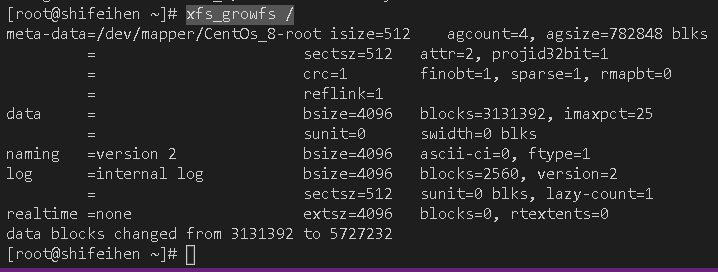 [root@shifeihen ~]# xfs_growfs /
meta-data=/dev/mapper/CentOs_8-root isize=512    agcount=4, agsize=782848 blks
         =                       sectsz=512   attr=2, projid32bit=1
         =                       crc=1        finobt=1, sparse=1, rmapbt=0
         =                       reflink=1
data     =                       bsize=4096   blocks=3131392, imaxpct=25
         =                       sunit=0      swidth=0 blks
naming   =version 2              bsize=4096   ascii-ci=0, ftype=1
log      =internal log           bsize=4096   blocks=2560, version=2
         =                       sectsz=512   sunit=0 blks, lazy-count=1
realtime =none                   extsz=4096   blocks=0, rtextents=0
data blocks changed from 3131392 to 5727232
[root@shifeihen ~]#